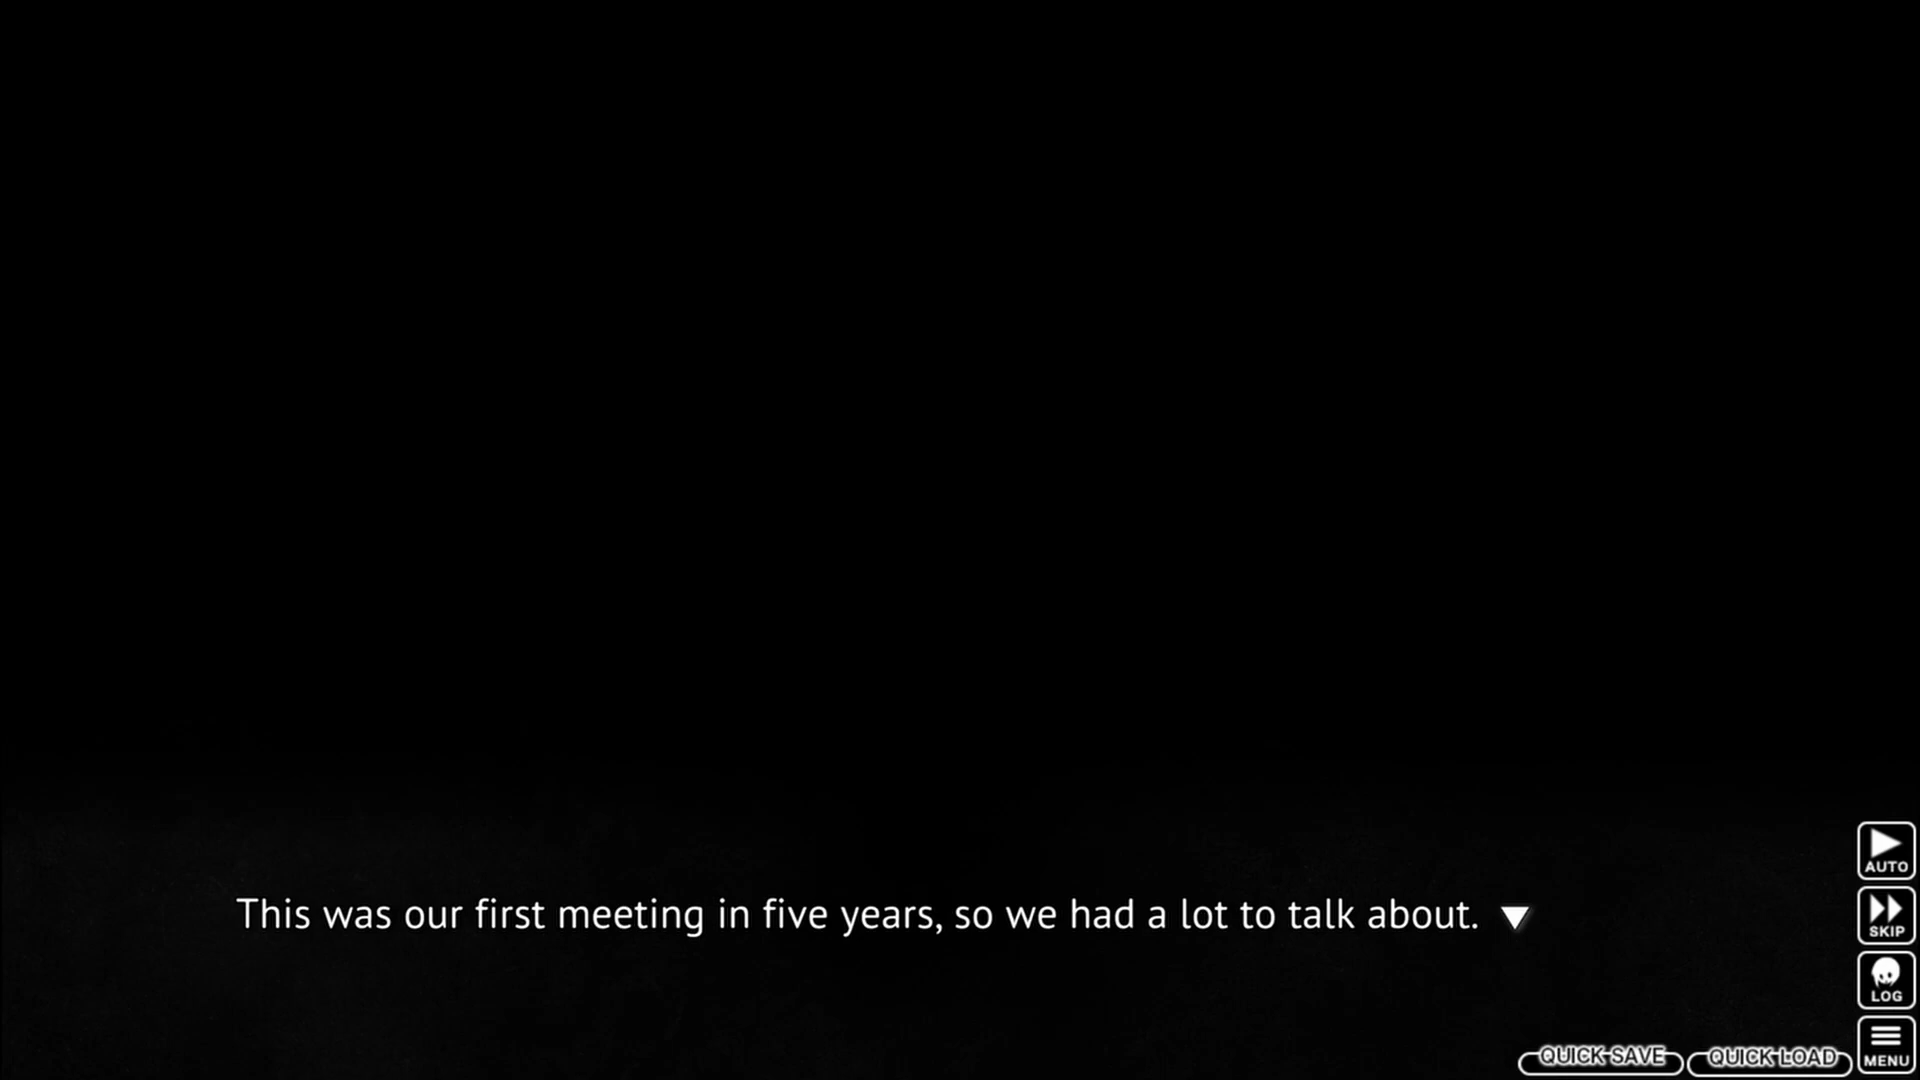 This was our first meeting in five years, so we had a lot to talk about.
AUTO
SKIP
LOG
MENU
QUICK SAVE
QUICK LOAD